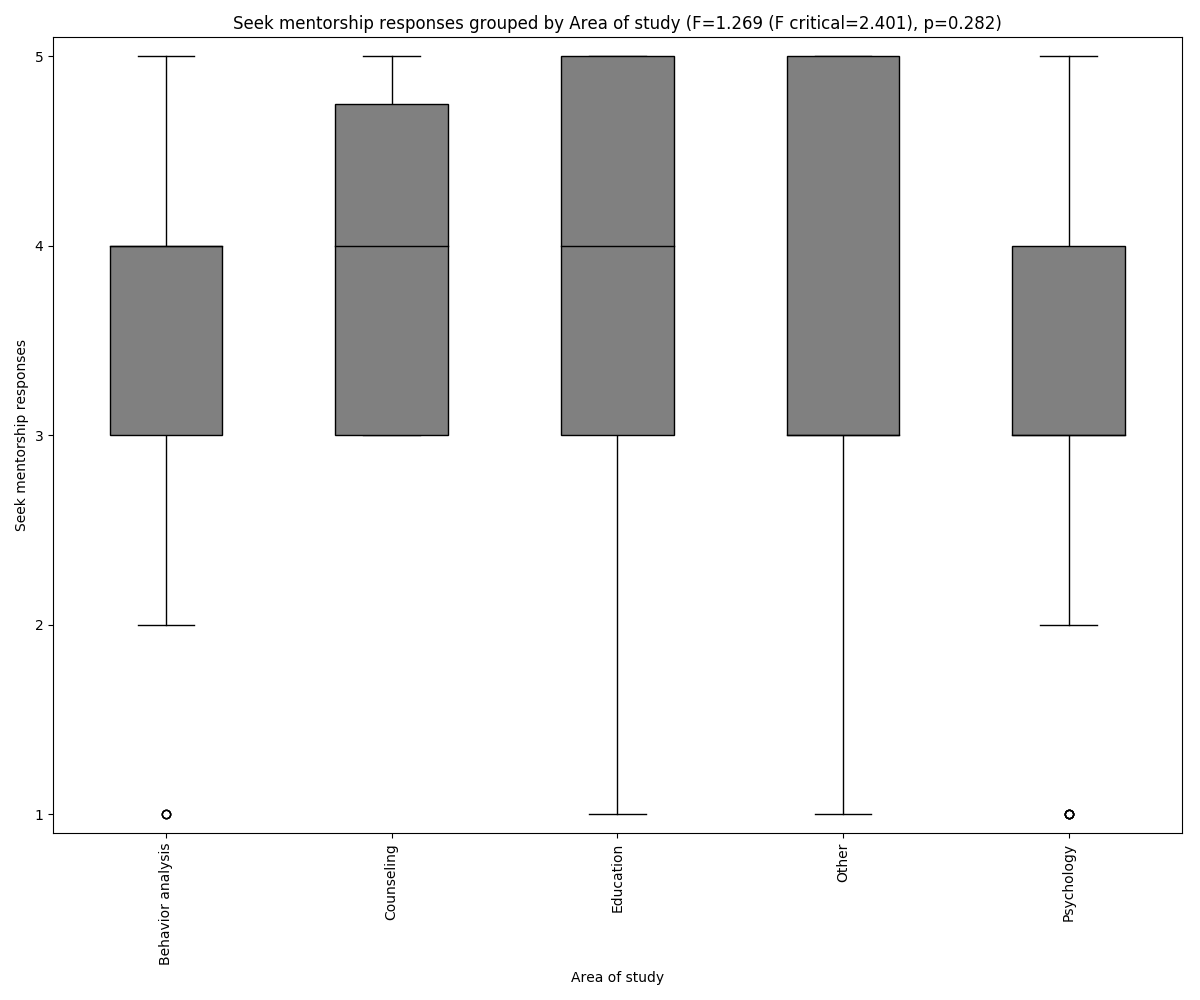 Seek mentorship responses grouped by Area of study (F=1.269 (F critical=2.401), p=0.282)
Seek mentorship responses
5
4
3
2
1
Behavior analysis
Counseling
Education
Other
Psychology
Area of study